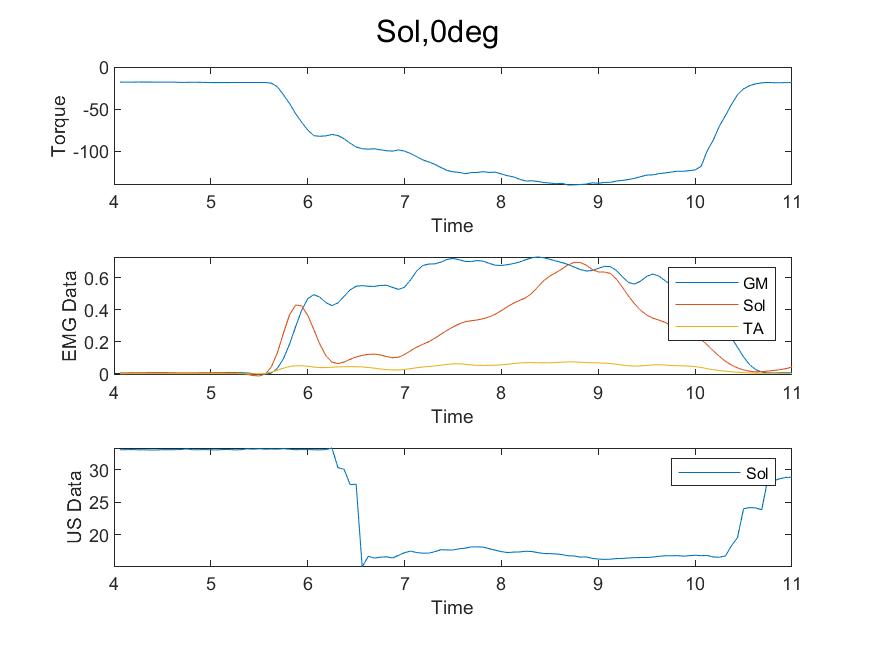 Sol,0deg
0
-50
-100
Torque
4 5 6 7 8 9 10 11
Time
0.6
0.4
0.2
0
EMG Data
GM
Sol
TA
4 5 6 7 8 9 10 11
Time
30
25
20
US Data
Sol
4 5 6 7 8 9 10 11
Time